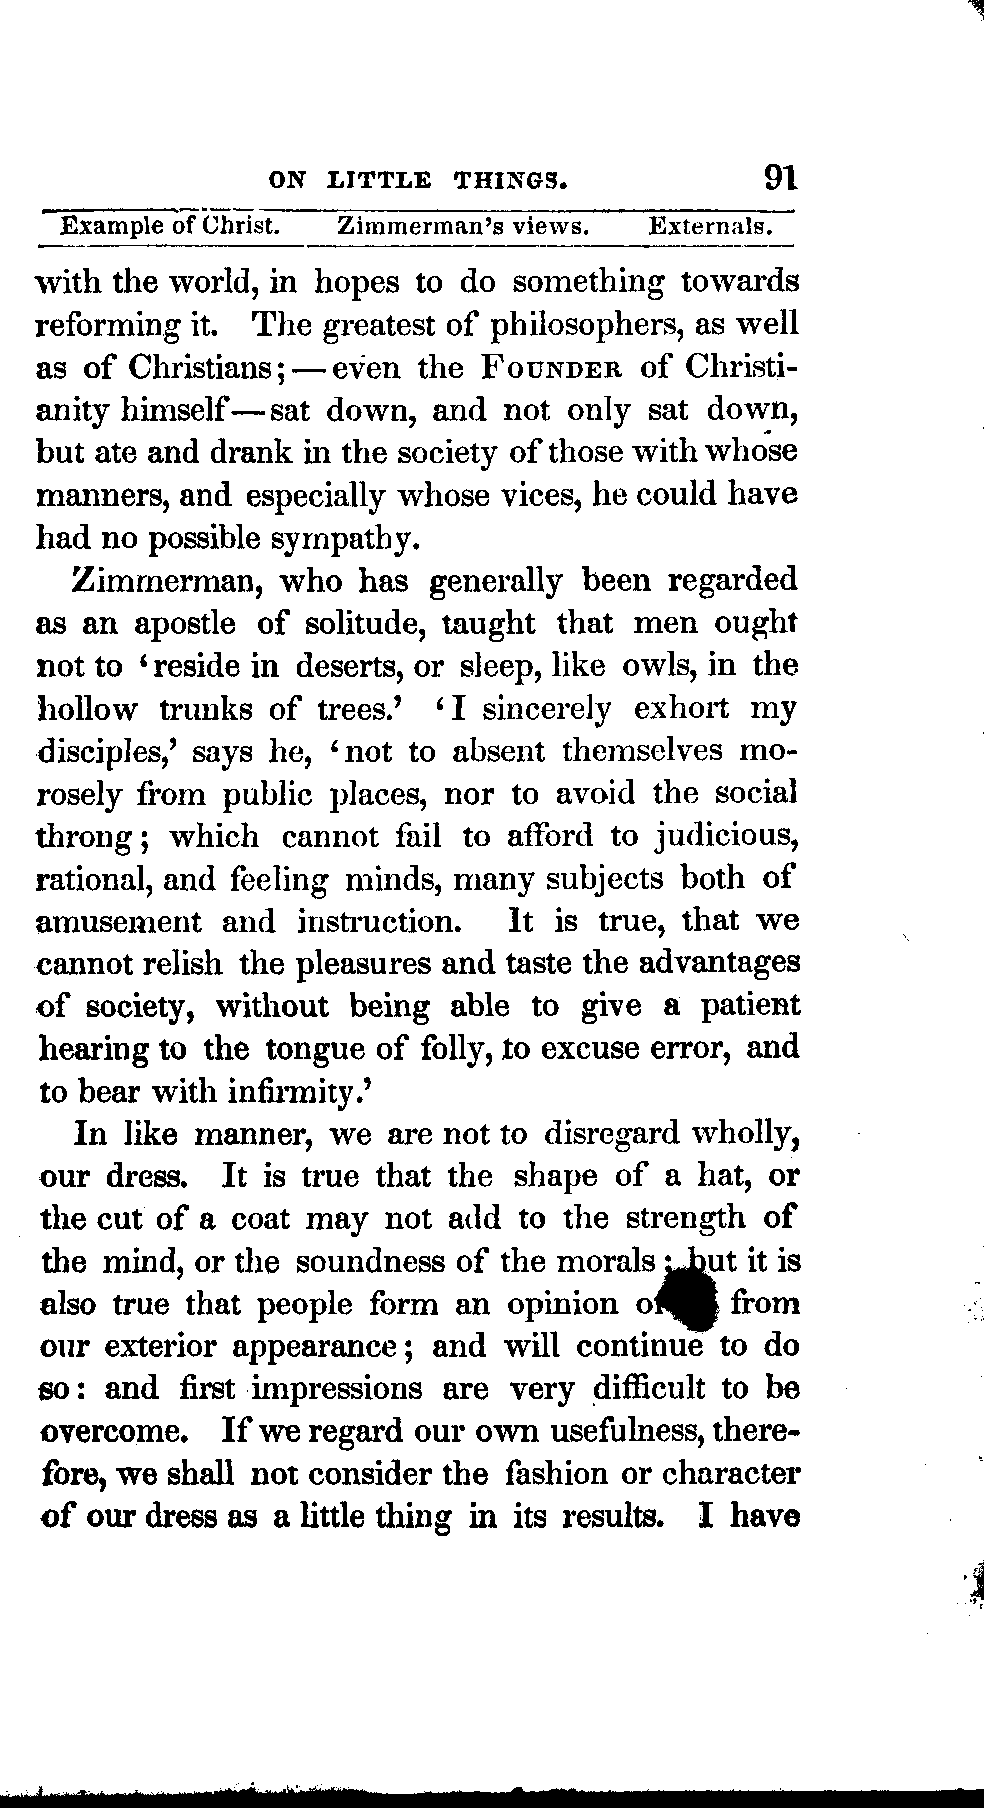 ON LITTLE THINGS. 91
Example of Christ. Zimmerman's views. Externals.
with the world, in hopes to do something towards
reforming it. The greatest of philosophers, as well
as of Christians;—even the FOUNDER of Christi-
anity himself—sat down, and not only sat down,
but ate and drank in the society of those with whose
manners, and especially whose vices, he could have
had no possible sympathy.
Zimmerman, who has generally been regarded
as an apostle of solitude, taught that men ought
not to ‘reside in deserts, or sleep, like owls, in the
hollow trunks of trees.’ ‘I sincerely exhort my
disciples,’ says he, ‘not to absent themselves mo-
rosely from public places, nor to avoid the social
throng; which cannot fail to afford to judicious,
rational, and feeling minds, many subjects both of
amusement and instruction. It is true, that we
cannot relish the pleasures and taste the advantages
of society, without being able to give a patient
hearing to the tongue of folly, to excuse error, and
to bear with infirmity.’
In like manner, we are not to disregard wholly,
our dress. It is true that the shape of a hat, or
the cut of a coat may not add to the strength of
the mind, or the soundness of the morals; but it is
also true that people form an opinion of from
our exterior appearance; and will continue to do
so: and first impressions are very difficult to be
overcome. If we regard our own usefulness, there-
fore, we shall not consider the fashion or character
of our dress as a little thing in its results. I have